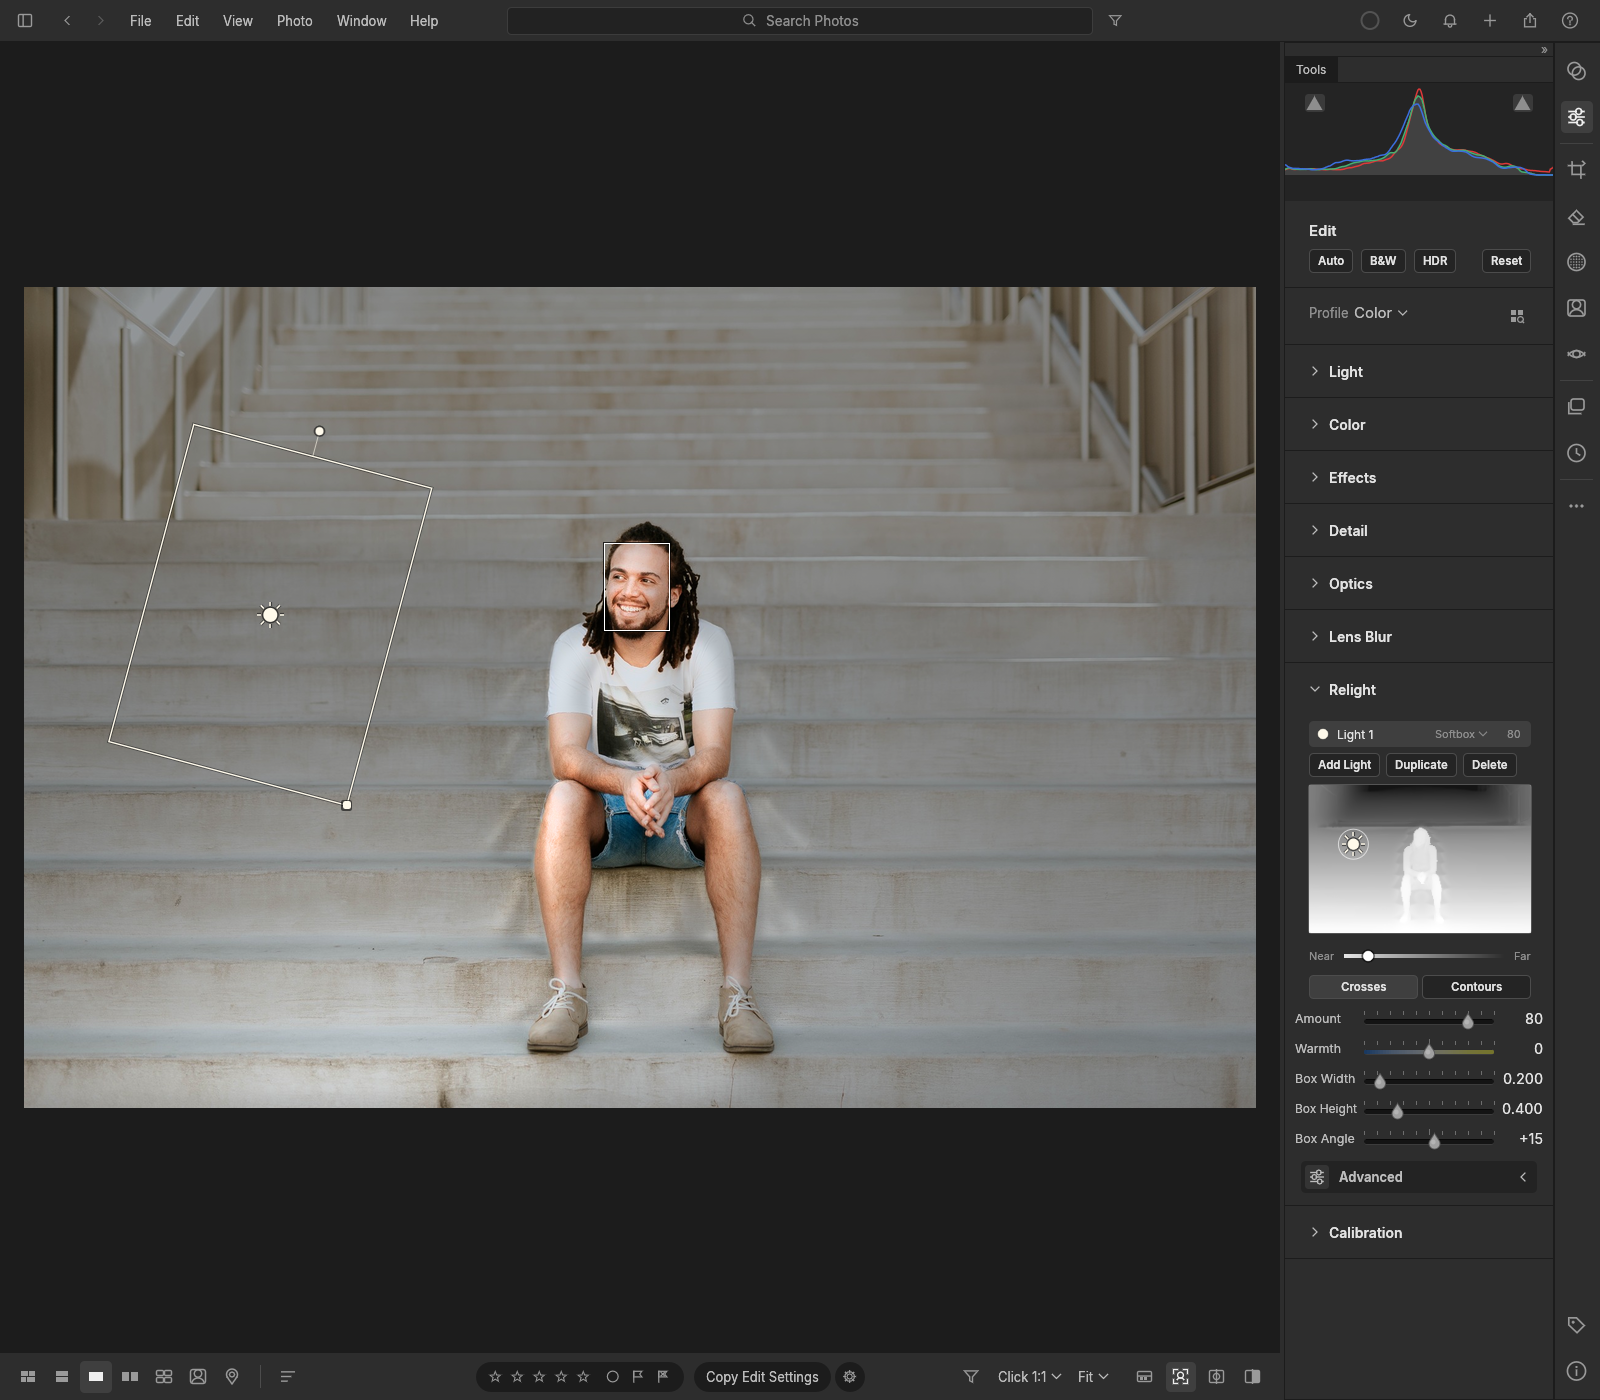 File Edit View Photo Window Help
Search Photos
Tools
Edit
Auto B&W HDR Reset
Profile Color
Light
Color
Effects
Detail
Optics
Lens Blur
Relight
Light 1 Softbox 80
Add Light Duplicate Delete
Near Far
Crosses Contours
Amount 80
Warmth 0
Box Width 0.200
Box Height 0.400
Box Angle +15
Advanced
Calibration
Copy Edit Settings Click 1:1 Fit